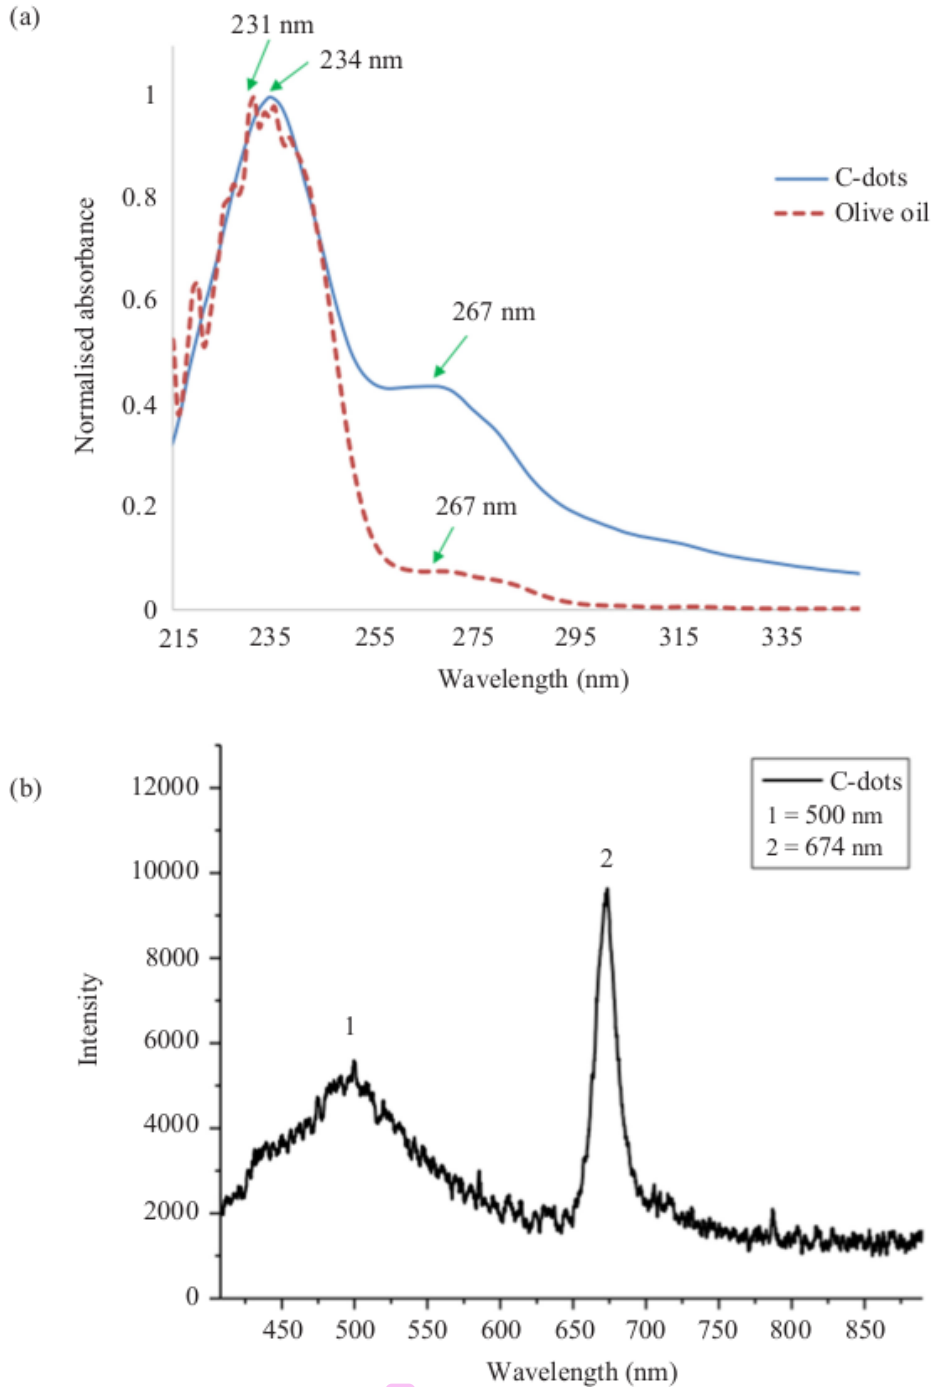 (a)
231 nm
234 nm
1
0.8
0.6
0.4
0.2
0
Normalised absorbance
C-dots
Olive oil
267 nm
267 nm
215 235 255 275 295 315 335
Wavelength (nm)
(b)
12000
10000
8000
6000
4000
2000
0
Intensity
C-dots
1 = 500 nm
2 = 674 nm
1
2
450 500 550 600 650 700 750 800 850
Wavelength (nm)